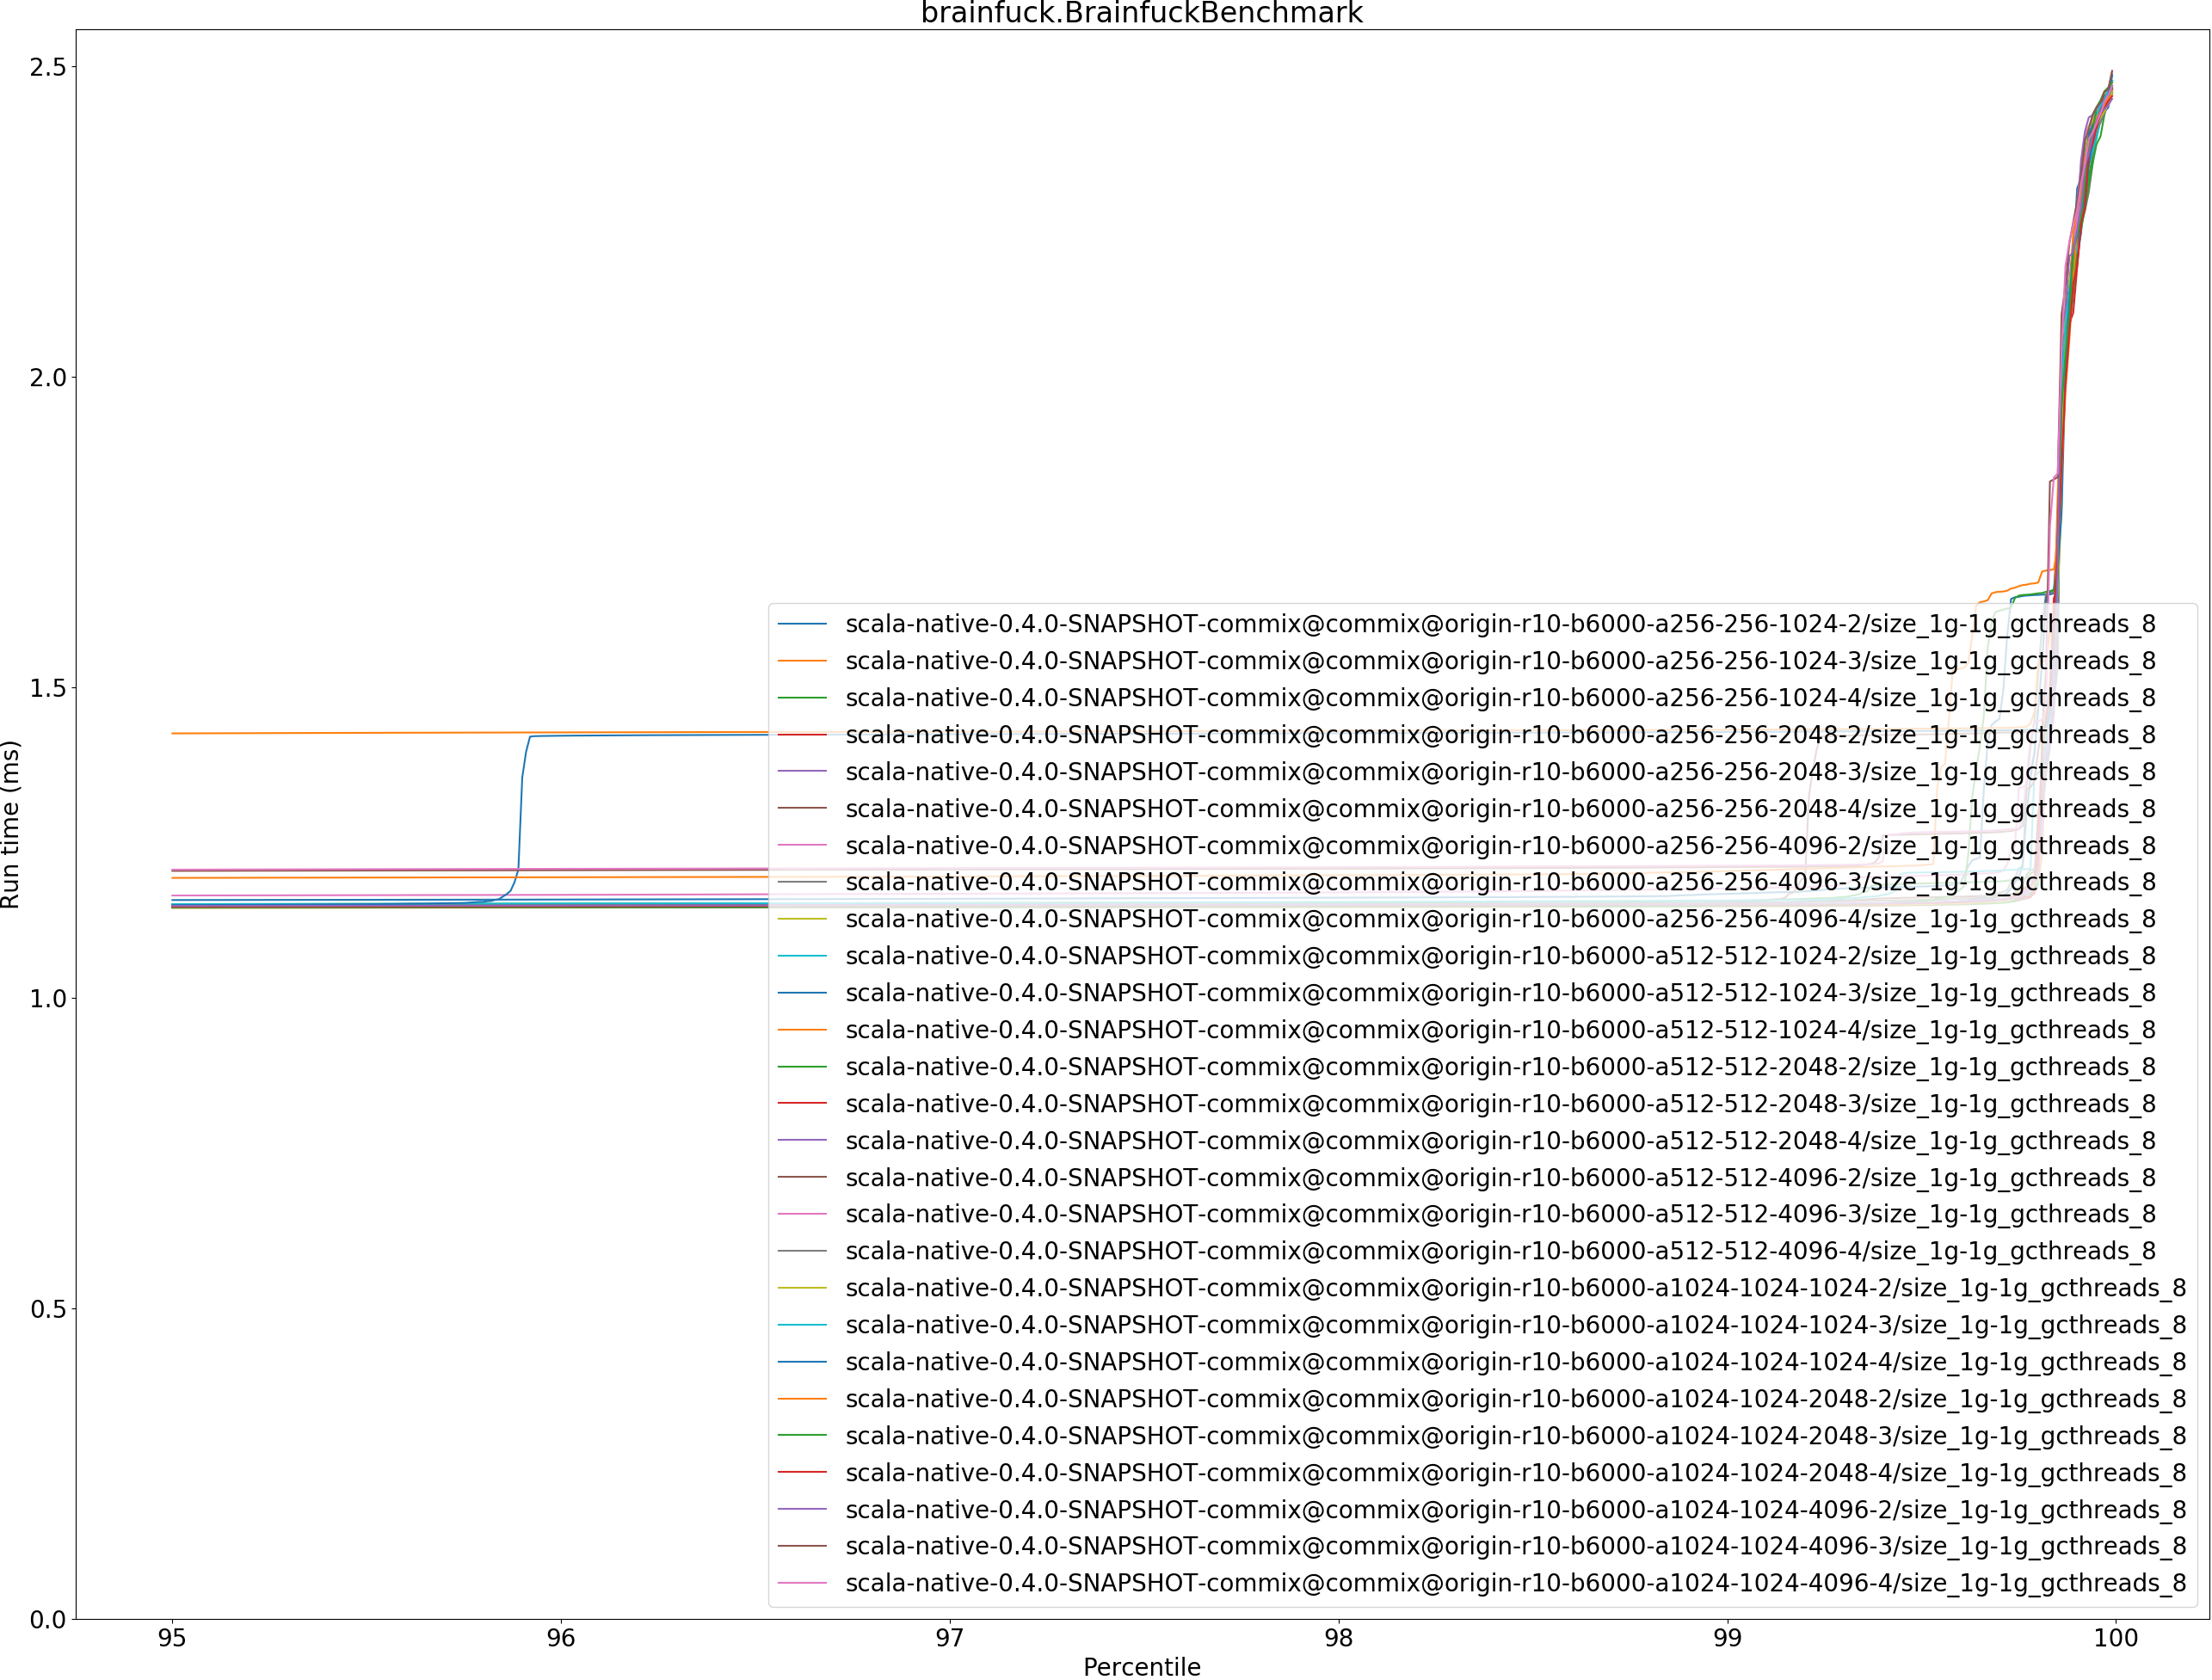 brainfuck.BrainfuckBenchmark
2.5
2.0
1.5
1.0
0.5
0.0
Run time (ms)
scala-native-0.4.0-SNAPSHOT-commix@commix@origin-r10-b6000-a256-256-1024-2/size_1g-1g_gcthreads_8
scala-native-0.4.0-SNAPSHOT-commix@commix@origin-r10-b6000-a256-256-1024-3/size_1g-1g_gcthreads_8
scala-native-0.4.0-SNAPSHOT-commix@commix@origin-r10-b6000-a256-256-1024-4/size_1g-1g_gcthreads_8
scala-native-0.4.0-SNAPSHOT-commix@commix@origin-r10-b6000-a256-256-2048-2/size_1g-1g_gcthreads_8
scala-native-0.4.0-SNAPSHOT-commix@commix@origin-r10-b6000-a256-256-2048-3/size_1g-1g_gcthreads_8
scala-native-0.4.0-SNAPSHOT-commix@commix@origin-r10-b6000-a256-256-2048-4/size_1g-1g_gcthreads_8
scala-native-0.4.0-SNAPSHOT-commix@commix@origin-r10-b6000-a256-256-4096-2/size_1g-1g_gcthreads_8
scala-native-0.4.0-SNAPSHOT-commix@commix@origin-r10-b6000-a256-256-4096-3/size_1g-1g_gcthreads_8
scala-native-0.4.0-SNAPSHOT-commix@commix@origin-r10-b6000-a256-256-4096-4/size_1g-1g_gcthreads_8
scala-native-0.4.0-SNAPSHOT-commix@commix@origin-r10-b6000-a512-512-1024-2/size_1g-1g_gcthreads_8
scala-native-0.4.0-SNAPSHOT-commix@commix@origin-r10-b6000-a512-512-1024-3/size_1g-1g_gcthreads_8
scala-native-0.4.0-SNAPSHOT-commix@commix@origin-r10-b6000-a512-512-1024-4/size_1g-1g_gcthreads_8
scala-native-0.4.0-SNAPSHOT-commix@commix@origin-r10-b6000-a512-512-2048-2/size_1g-1g_gcthreads_8
scala-native-0.4.0-SNAPSHOT-commix@commix@origin-r10-b6000-a512-512-2048-3/size_1g-1g_gcthreads_8
scala-native-0.4.0-SNAPSHOT-commix@commix@origin-r10-b6000-a512-512-2048-4/size_1g-1g_gcthreads_8
scala-native-0.4.0-SNAPSHOT-commix@commix@origin-r10-b6000-a512-512-4096-2/size_1g-1g_gcthreads_8
scala-native-0.4.0-SNAPSHOT-commix@commix@origin-r10-b6000-a512-512-4096-3/size_1g-1g_gcthreads_8
scala-native-0.4.0-SNAPSHOT-commix@commix@origin-r10-b6000-a512-512-4096-4/size_1g-1g_gcthreads_8
scala-native-0.4.0-SNAPSHOT-commix@commix@origin-r10-b6000-a1024-1024-1024-2/size_1g-1g_gcthreads_8
scala-native-0.4.0-SNAPSHOT-commix@commix@origin-r10-b6000-a1024-1024-1024-3/size_1g-1g_gcthreads_8
scala-native-0.4.0-SNAPSHOT-commix@commix@origin-r10-b6000-a1024-1024-1024-4/size_1g-1g_gcthreads_8
scala-native-0.4.0-SNAPSHOT-commix@commix@origin-r10-b6000-a1024-1024-2048-2/size_1g-1g_gcthreads_8
scala-native-0.4.0-SNAPSHOT-commix@commix@origin-r10-b6000-a1024-1024-2048-3/size_1g-1g_gcthreads_8
scala-native-0.4.0-SNAPSHOT-commix@commix@origin-r10-b6000-a1024-1024-2048-4/size_1g-1g_gcthreads_8
scala-native-0.4.0-SNAPSHOT-commix@commix@origin-r10-b6000-a1024-1024-4096-2/size_1g-1g_gcthreads_8
scala-native-0.4.0-SNAPSHOT-commix@commix@origin-r10-b6000-a1024-1024-4096-3/size_1g-1g_gcthreads_8
scala-native-0.4.0-SNAPSHOT-commix@commix@origin-r10-b6000-a1024-1024-4096-4/size_1g-1g_gcthreads_8
95 96 97 98 99 100
Percentile